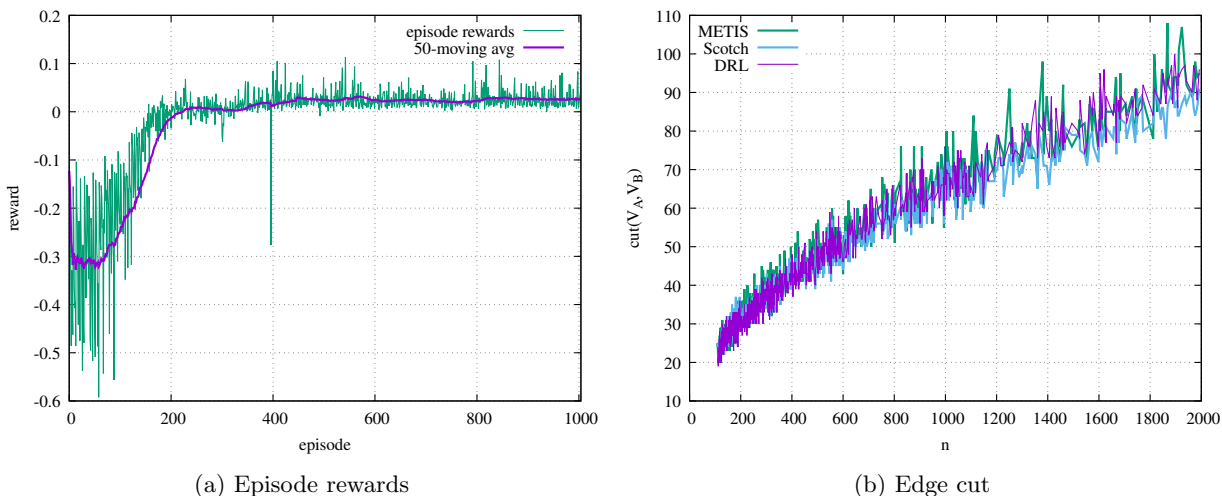 0.2
0.1
0
-0.1
-0.2
-0.3
-0.4
-0.5
-0.6
reward
episode rewards
50-moving avg
0 200 400 600 800 1000
episode
(a) Episode rewards
110
100
90
80
70
60
50
40
30
20
10
cut(V_A, V_B)
METIS
Scotch
DRL
200 400 600 800 1000 1200 1400 1600 1800 2000
n
(b) Edge cut